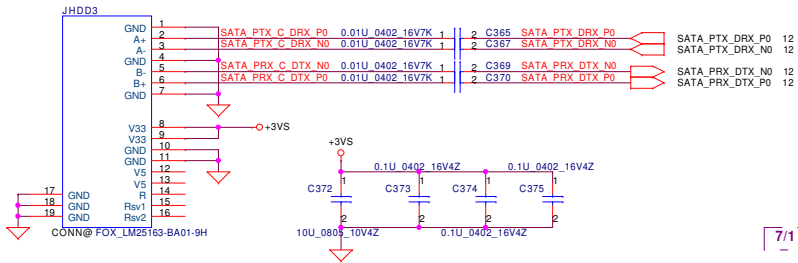 JHDD3
GND 1
A+ 2 SATA_PTX_C_DRX_P0 0.01U_0402_16V7K 1 2 C365 SATA_PTX_DRX_P0 SATA_PTX_DRX_P0 12
A- 3 SATA_PTX_C_DRX_N0 0.01U_0402_16V7K 1 2 C367 SATA_PTX_DRX_N0 SATA_PTX_DRX_N0 12
GND 4
B- 5 SATA_PRX_C_DTX_N0 0.01U_0402_16V7K 1 2 C369 SATA_PRX_DTX_N0 SATA_PRX_DTX_N0 12
B+ 6 SATA_PRX_C_DTX_P0 0.01U_0402_16V7K 1 2 C370 SATA_PRX_DTX_P0 SATA_PRX_DTX_P0 12
GND 7
V33 8 +3VS
V33 9
GND 10
GND 11
V5 12
V5 13
17 GND R 14
18 GND Rsv1 15
19 GND Rsv2 16
CONN@ FOX_LM25163-BA01-9H
+3VS
0.1U_0402_16V4Z 0.1U_0402_16V4Z
1 1 1 1
C372 C373 C374 C375
2 2 2 2
10U_0805_10V4Z 0.1U_0402_16V4Z
7/1